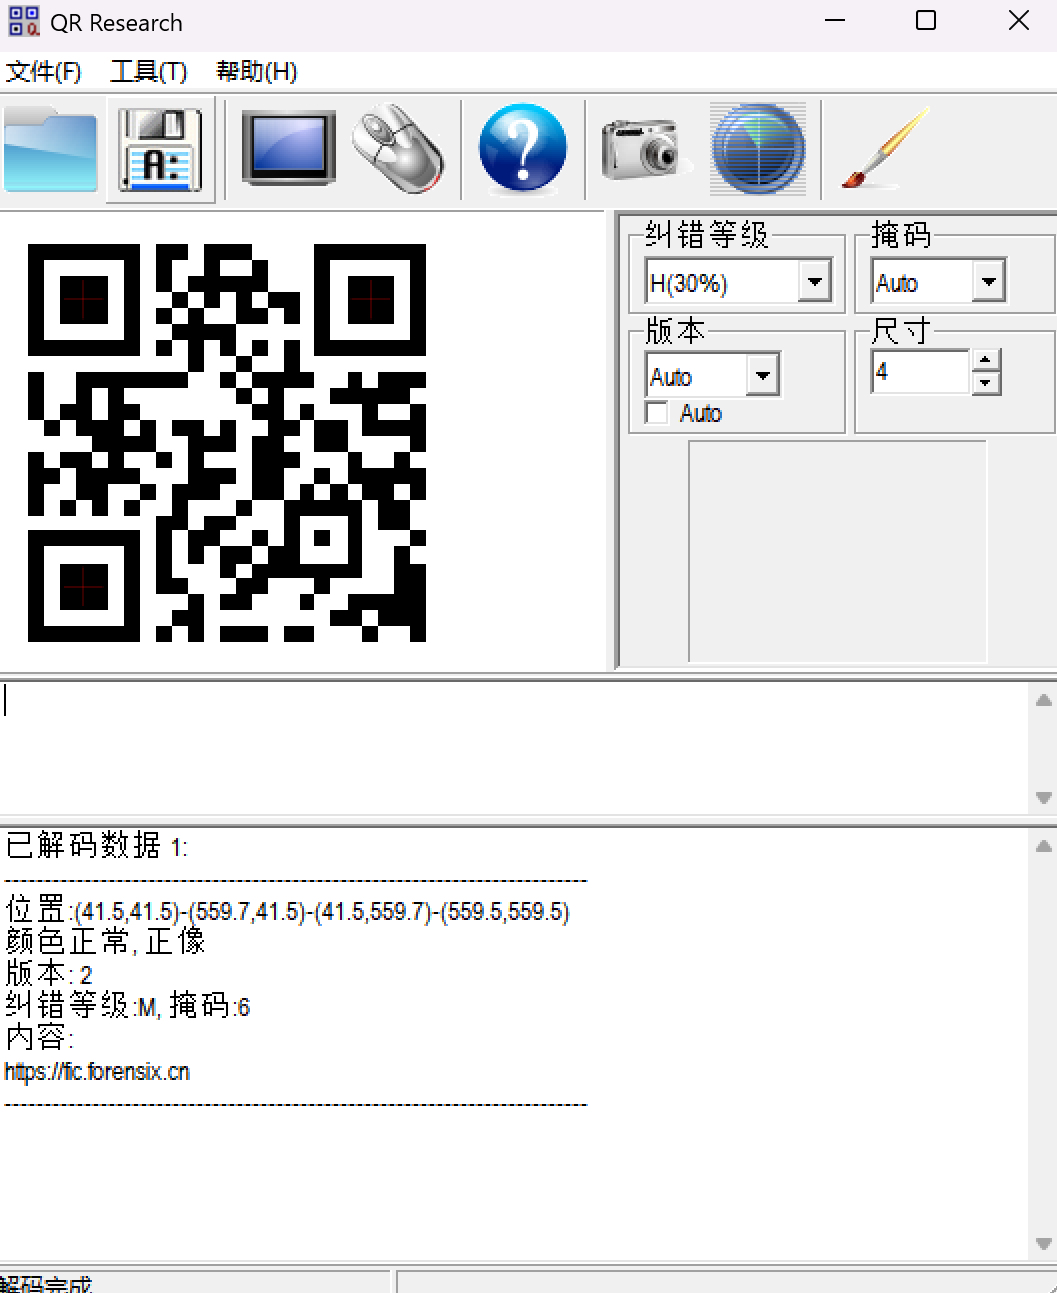 QR Research
文件(F) 工具(T) 帮助(H)
A:
?
纠错等级
掩码
H(30%)
Auto
版本
尺寸
Auto
4
Auto
已解码数据 1:
--------------------------------------------------------------------------------
位置:(41.5,41.5)-(559.7,41.5)-(41.5,559.7)-(559.5,559.5)
颜色正常, 正像
版本: 2
纠错等级:M, 掩码:6
内容:
https://fic.forensix.cn
--------------------------------------------------------------------------------
解码完成